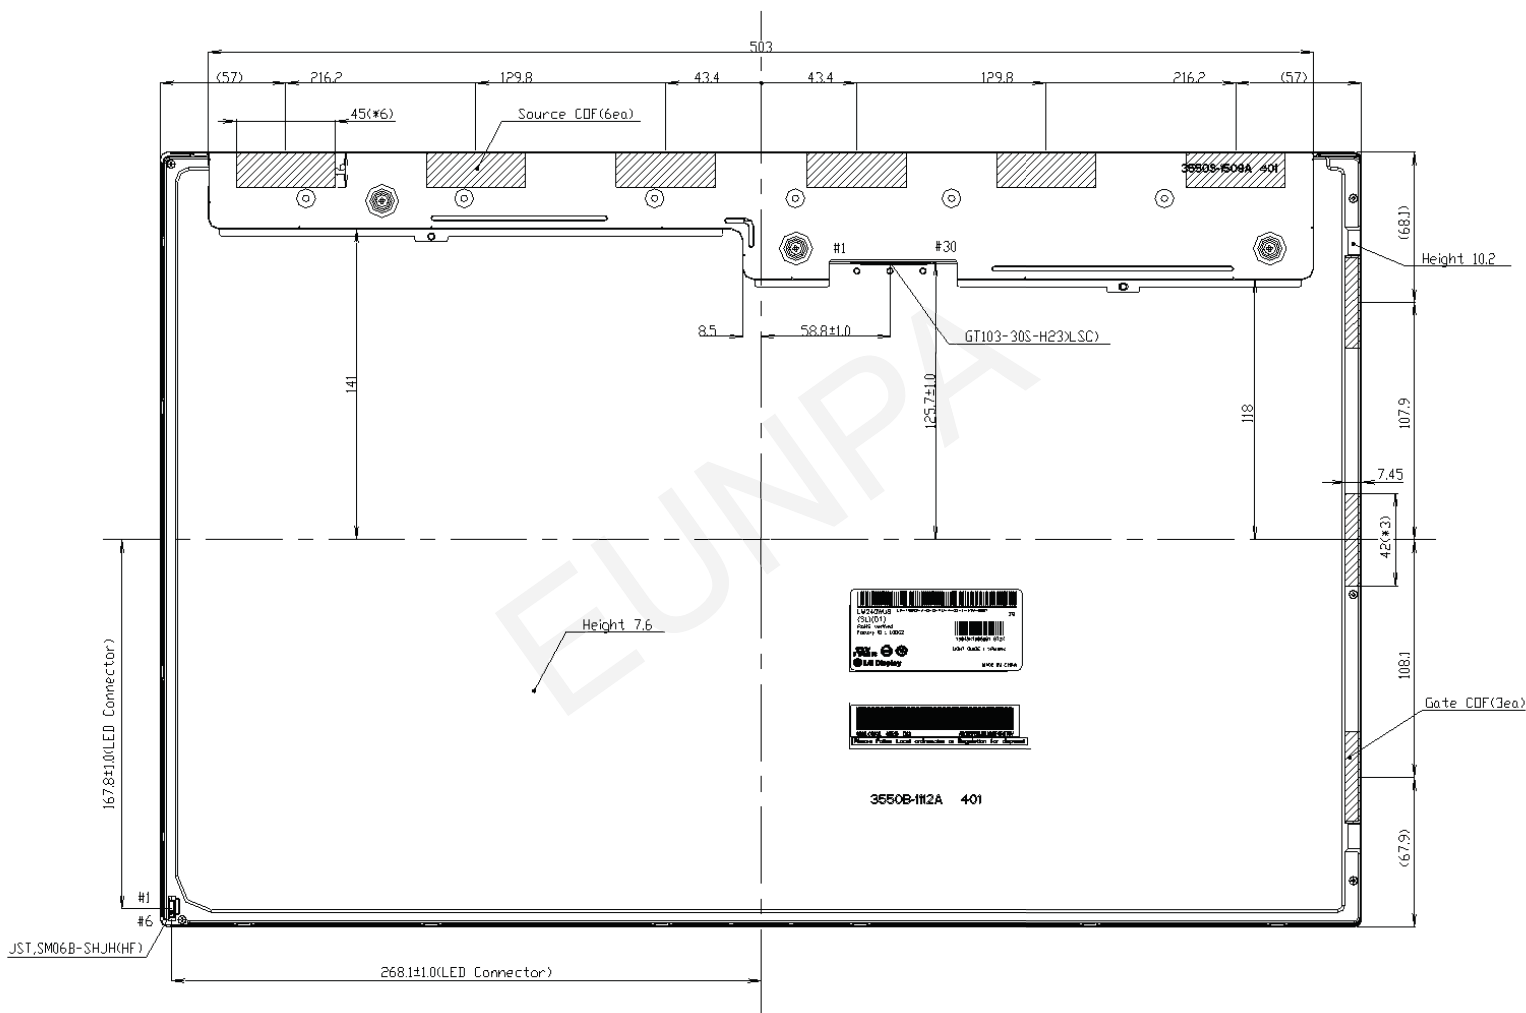 503
(57) 216.2 129.8 43.4 43.4 129.8 216.2 (57)
45(*6)
Source COF(6ea)
3550S-1509A 401
(68.1)
#1 #30
Height 10.2
8.5 58.8±1.0
GT103-30S-H23(LSC)
141
125.7±1.0
118
107.9
7.45
42(*3)
EUNPA
Height 7.6
LG Display
MADE IN CHINA
167.8±1.0(LED Connector)
108.1
Gate COF(3ea)
3550B-1112A 401
(67.9)
#1
#6
JST,SM06B-SHJH(HF)
268.1±1.0(LED Connector)